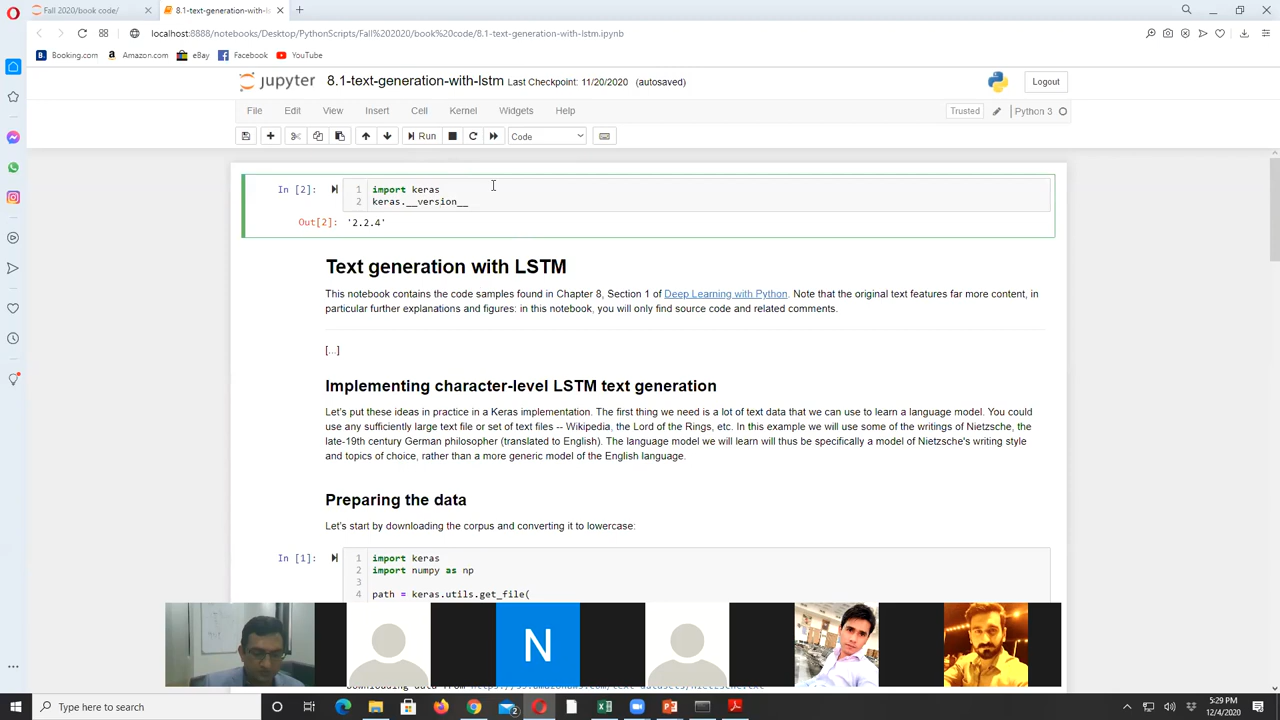 Fall 2020/book code/
8.1-text-generation-with-lstm
localhost:8888/notebooks/Desktop/PythonScripts/Fall%202020/book%20code/8.1-text-generation-with-lstm.ipynb
Booking.com
Amazon.com
eBay
Facebook
YouTube
jupyter 8.1-text-generation-with-lstm Last Checkpoint: 11/20/2020 (autosaved)
Logout
File Edit View Insert Cell Kernel Widgets Help
Trusted
Python 3
Run
Code
In [2]:
1 import keras
2 keras.__version__
Out[2]: '2.2.4'
Text generation with LSTM
This notebook contains the code samples found in Chapter 8, Section 1 of Deep Learning with Python. Note that the original text features far more content, in
particular further explanations and figures: in this notebook, you will only find source code and related comments.
[...]
Implementing character-level LSTM text generation
Let's put these ideas in practice in a Keras implementation. The first thing we need is a lot of text data that we can use to learn a language model. You could
use any sufficiently large text file or set of text files -- Wikipedia, the Lord of the Rings, etc. In this example we will use some of the writings of Nietzsche, the
late-19th century German philosopher (translated to English). The language model we will learn will thus be specifically a model of Nietzsche's writing style
and topics of choice, rather than a more generic model of the English language.
Preparing the data
Let's start by downloading the corpus and converting it to lowercase:
In [1]:
1 import keras
2 import numpy as np
3
4 path = keras.utils.get_file(
N
Type here to search
2
5:29 PM
12/4/2020